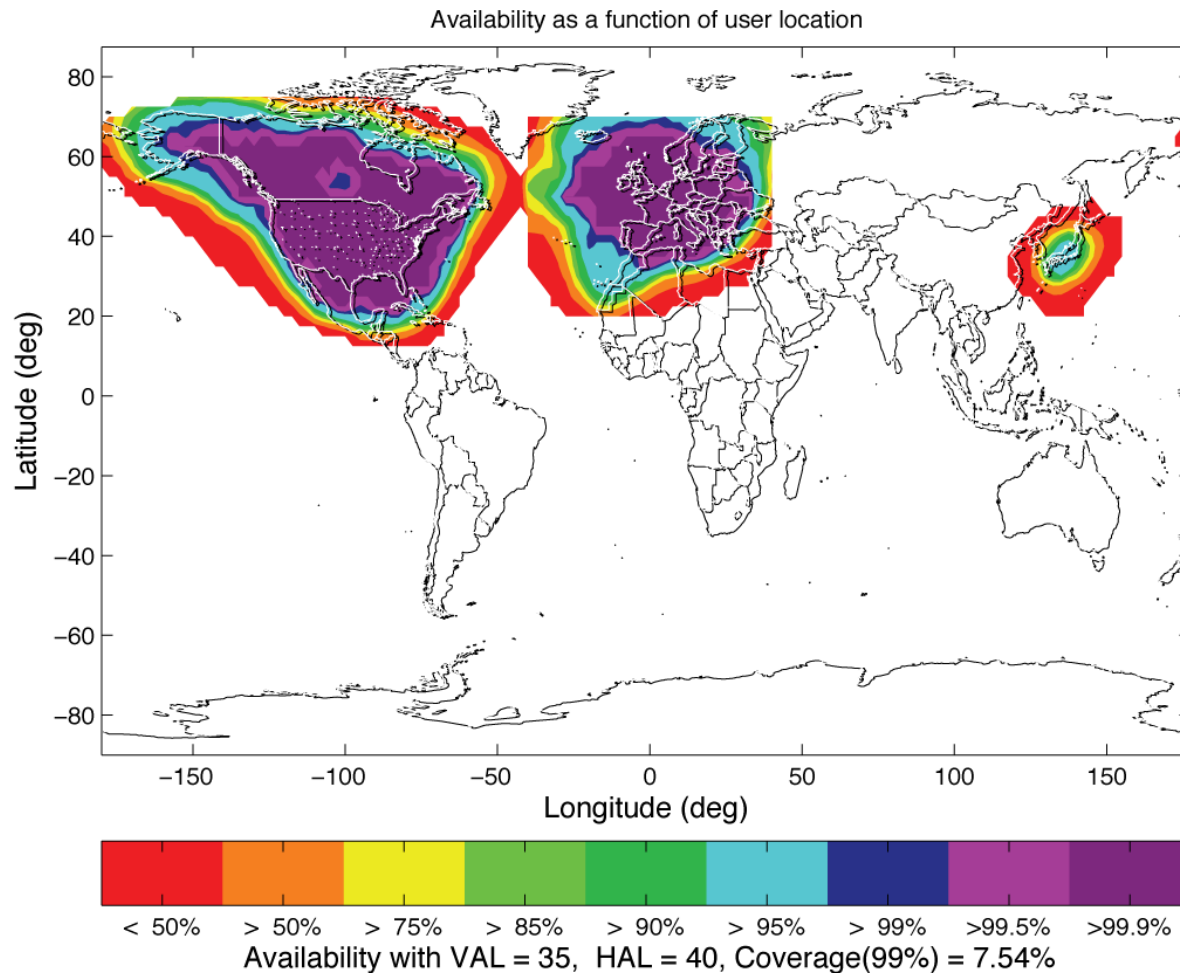 Availability as a function of user location
80
60
40
20
0
−20
−40
−60
−80
Latitude (deg)
−150 −100 −50 0 50 100 150
Longitude (deg)
< 50% > 50% > 75% > 85% > 90% > 95% > 99% >99.5% >99.9%
Availability with VAL = 35, HAL = 40, Coverage(99%) = 7.54%